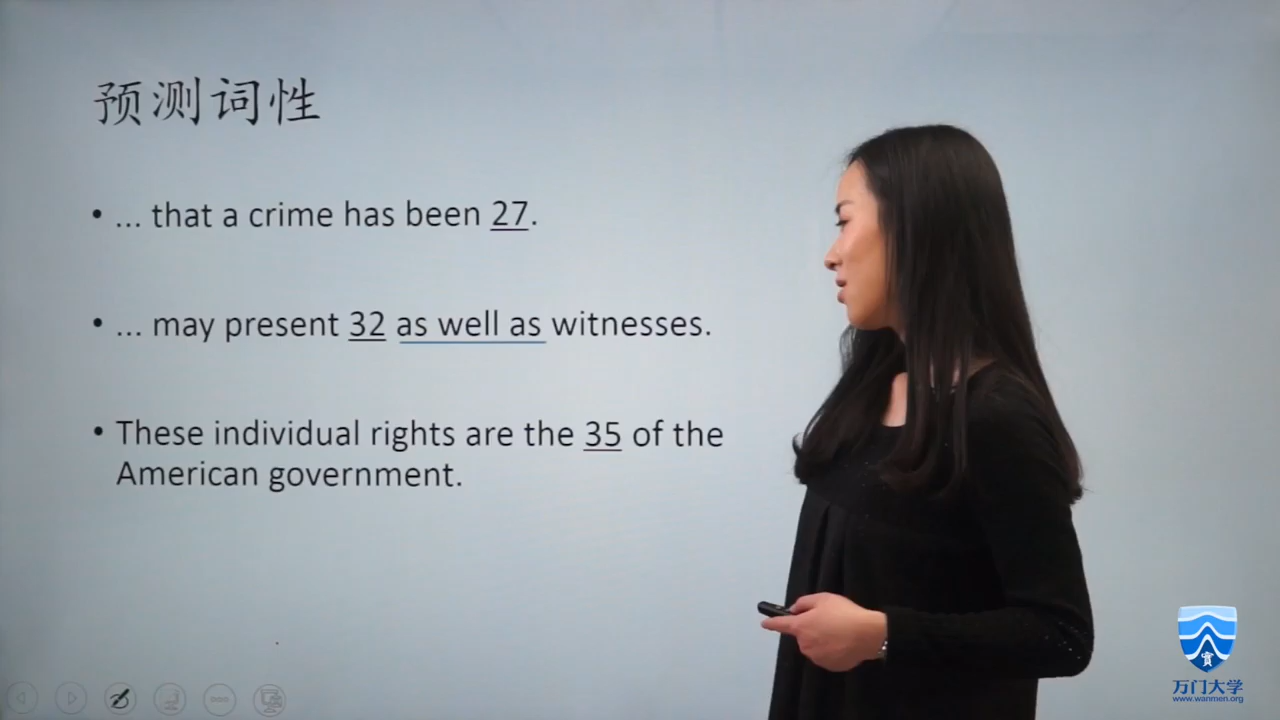 预测词性
• ... that a crime has been 27.
• ... may present 32 as well as witnesses.
• These individual rights are the 35 of the
American government.
万门大学
www.wanmen.org